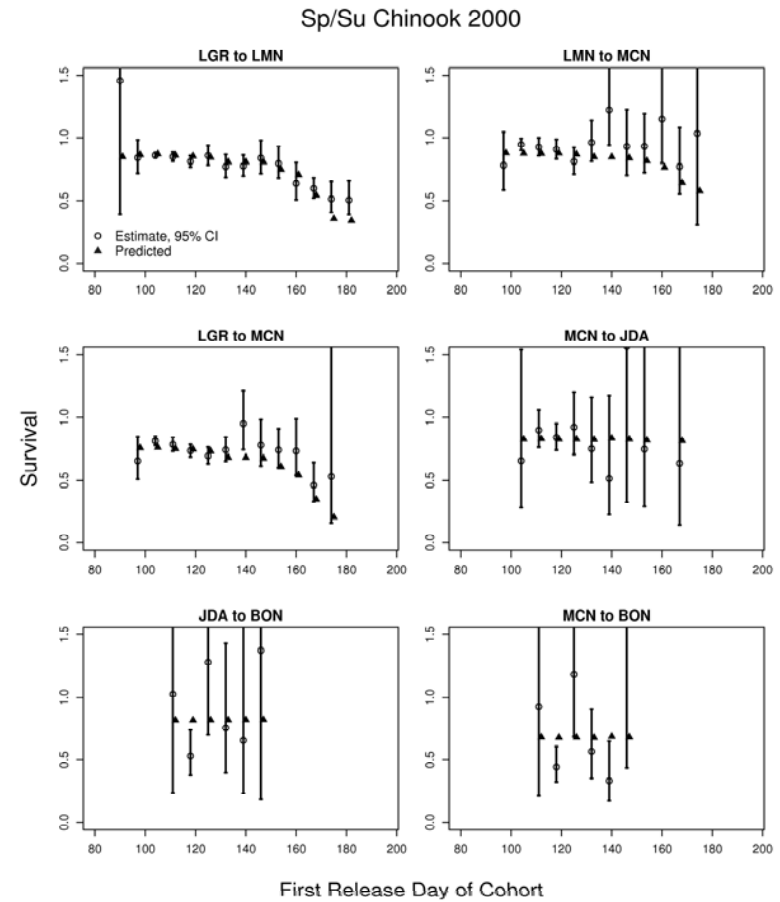 Sp/Su Chinook 2000
LGR to LMN
LMN to MCN
0.0 0.5 1.0 1.5
Estimate, 95% CI
Predicted
80 100 120 140 160 180 200
0.0 0.5 1.0 1.5
80 100 120 140 160 180 200
LGR to MCN
MCN to JDA
Survival
0.0 0.5 1.0 1.5
80 100 120 140 160 180 200
0.0 0.5 1.0 1.5
80 100 120 140 160 180 200
JDA to BON
MCN to BON
0.0 0.5 1.0 1.5
80 100 120 140 160 180 200
0.0 0.5 1.0 1.5
80 100 120 140 160 180 200
First Release Day of Cohort